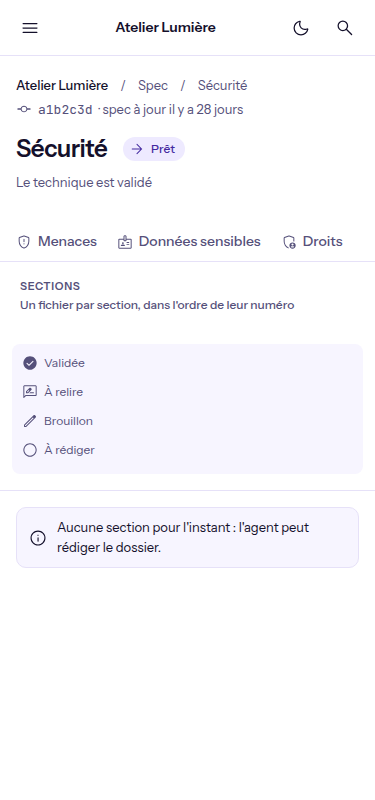 Atelier Lumière
Atelier Lumière / Spec / Sécurité
a1b2c3d · spec à jour il y a 28 jours
Sécurité → Prêt
Le technique est validé
Menaces Données sensibles Droits
SECTIONS
Un fichier par section, dans l'ordre de leur numéro
Validée
À relire
Brouillon
À rédiger
Aucune section pour l'instant : l'agent peut
rédiger le dossier.